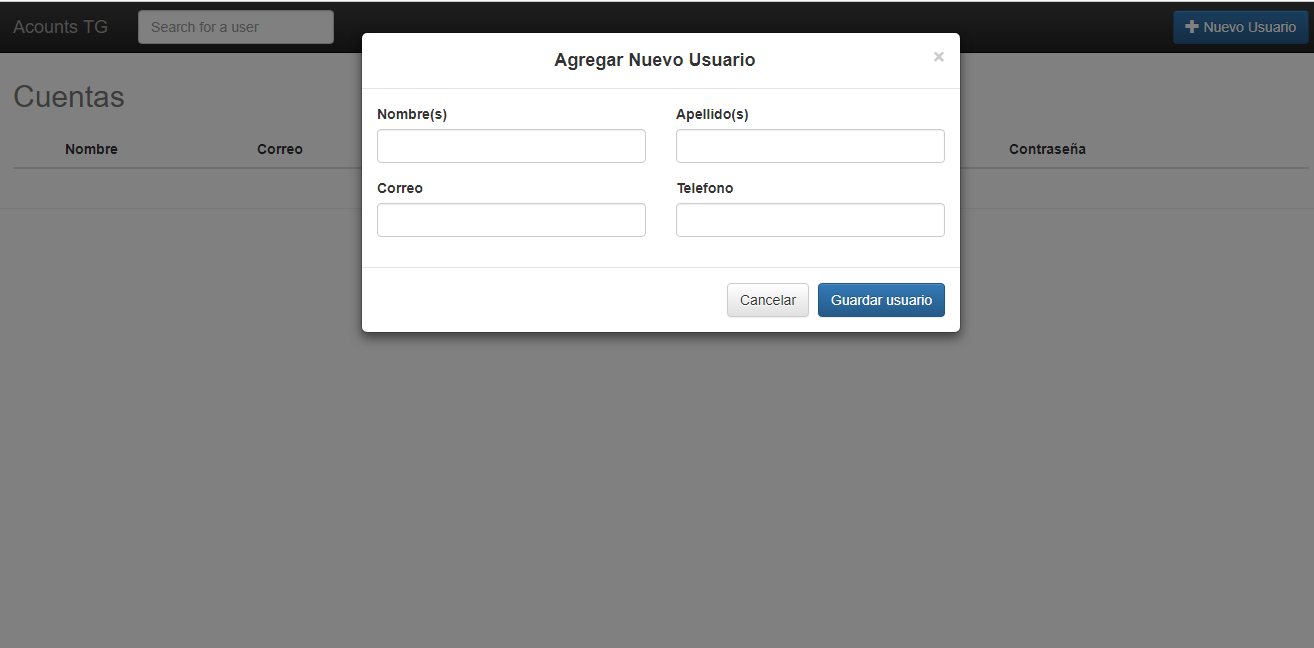 Acounts TG
Search for a user
Nuevo Usuario
Agregar Nuevo Usuario ×
Cuentas
Nombre(s) Apellido(s)
Nombre Correo Contraseña
Correo Telefono
Cancelar Guardar usuario